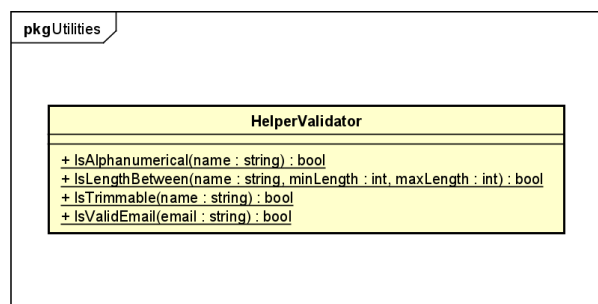 pkgUtilities
HelperValidator
+ IsAlphanumerical(name : string) : bool
+ IsLengthBetween(name : string, minLength : int, maxLength : int) : bool
+ IsTrimmable(name : string) : bool
+ IsValidEmail(email : string) : bool